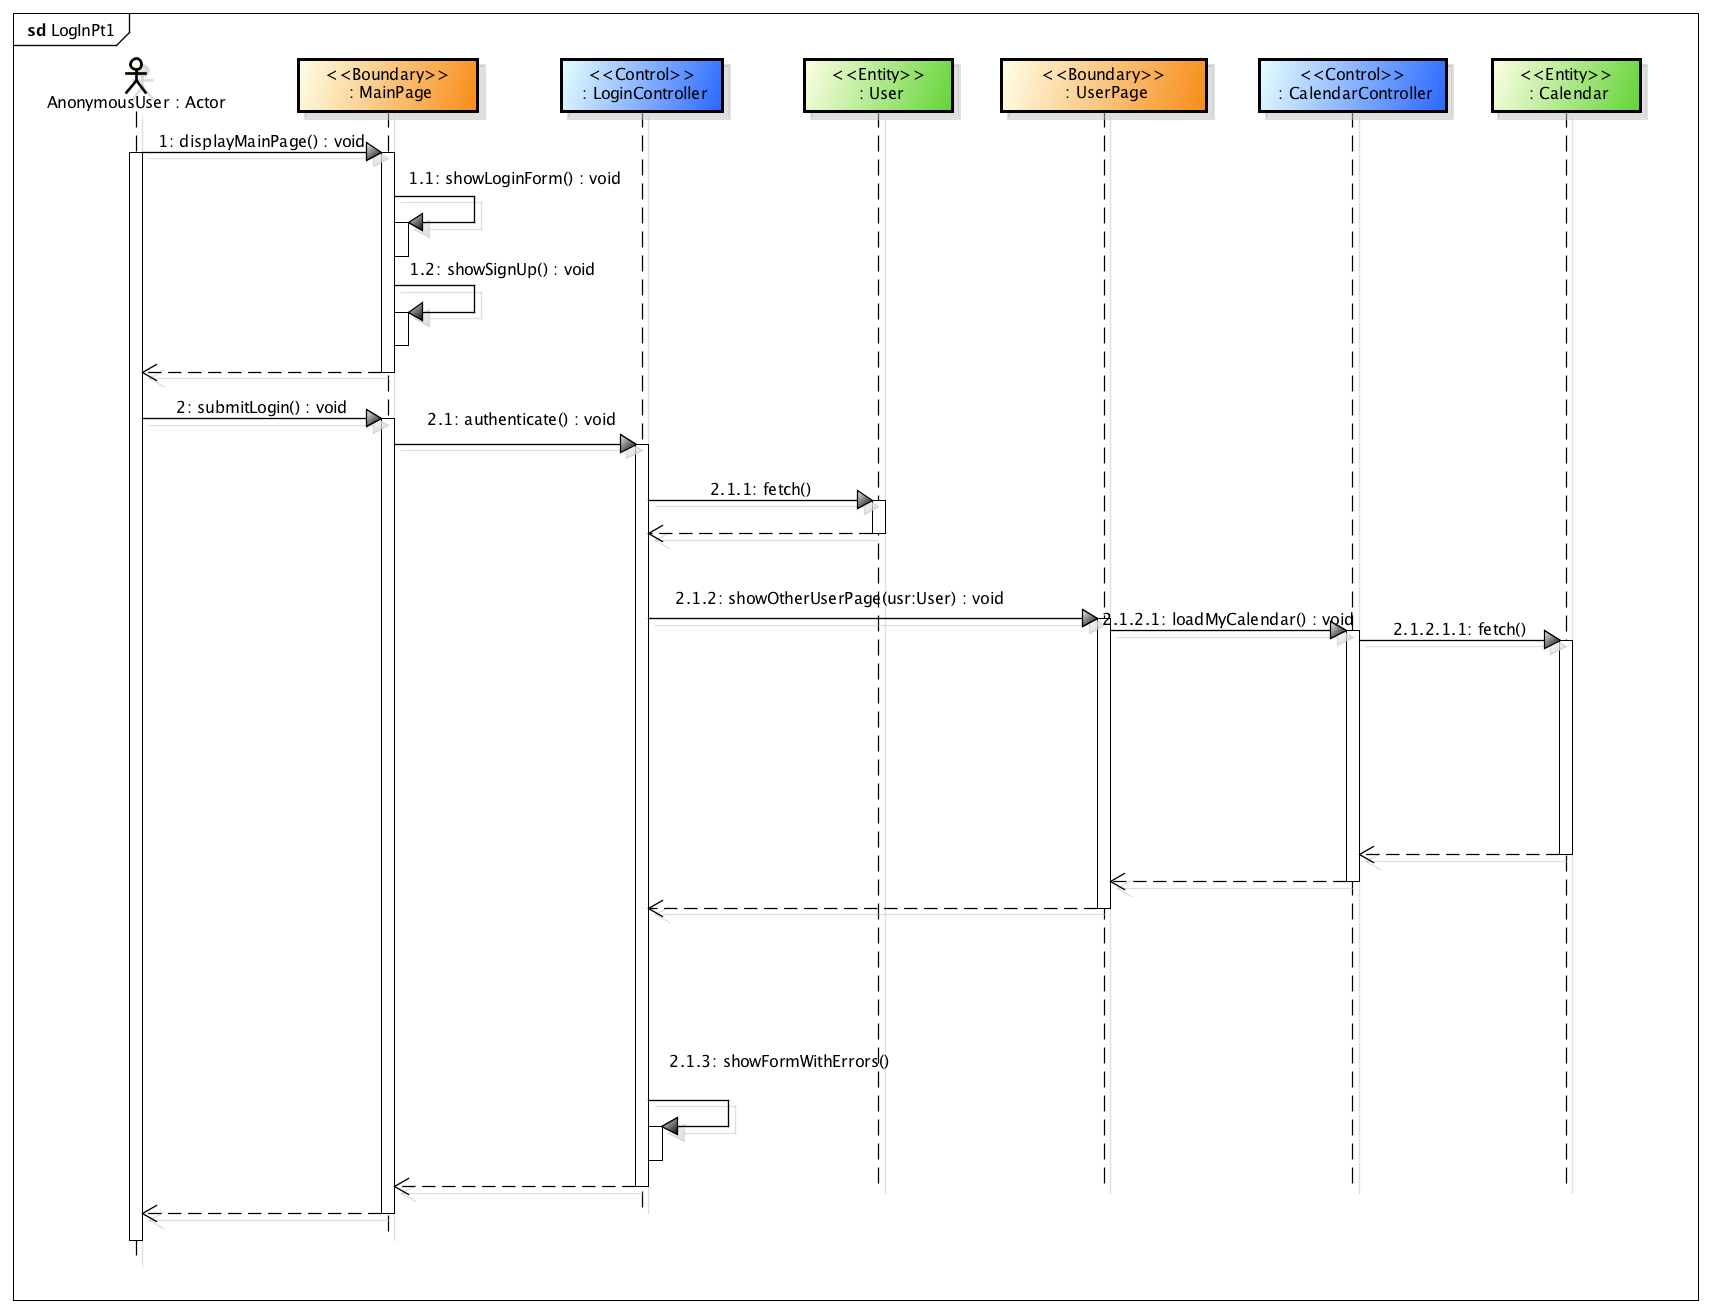 sd LogInPt1
AnonymousUser : Actor
<<Boundary>>
: MainPage
<<Control>>
: LoginController
<<Entity>>
: User
<<Boundary>>
: UserPage
<<Control>>
: CalendarController
<<Entity>>
: Calendar
1: displayMainPage() : void
1.1: showLoginForm() : void
1.2: showSignUp() : void
2: submitLogin() : void
2.1: authenticate() : void
2.1.1: fetch()
2.1.2: showOtherUserPage(usr:User) : void
2.1.2.1: loadMyCalendar() : void
2.1.2.1.1: fetch()
2.1.3: showFormWithErrors()